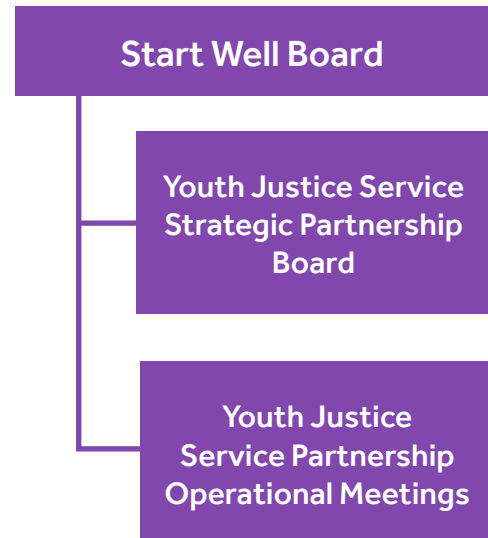 Start Well Board
Youth Justice Service
Strategic Partnership
Board
Youth Justice
Service Partnership
Operational Meetings